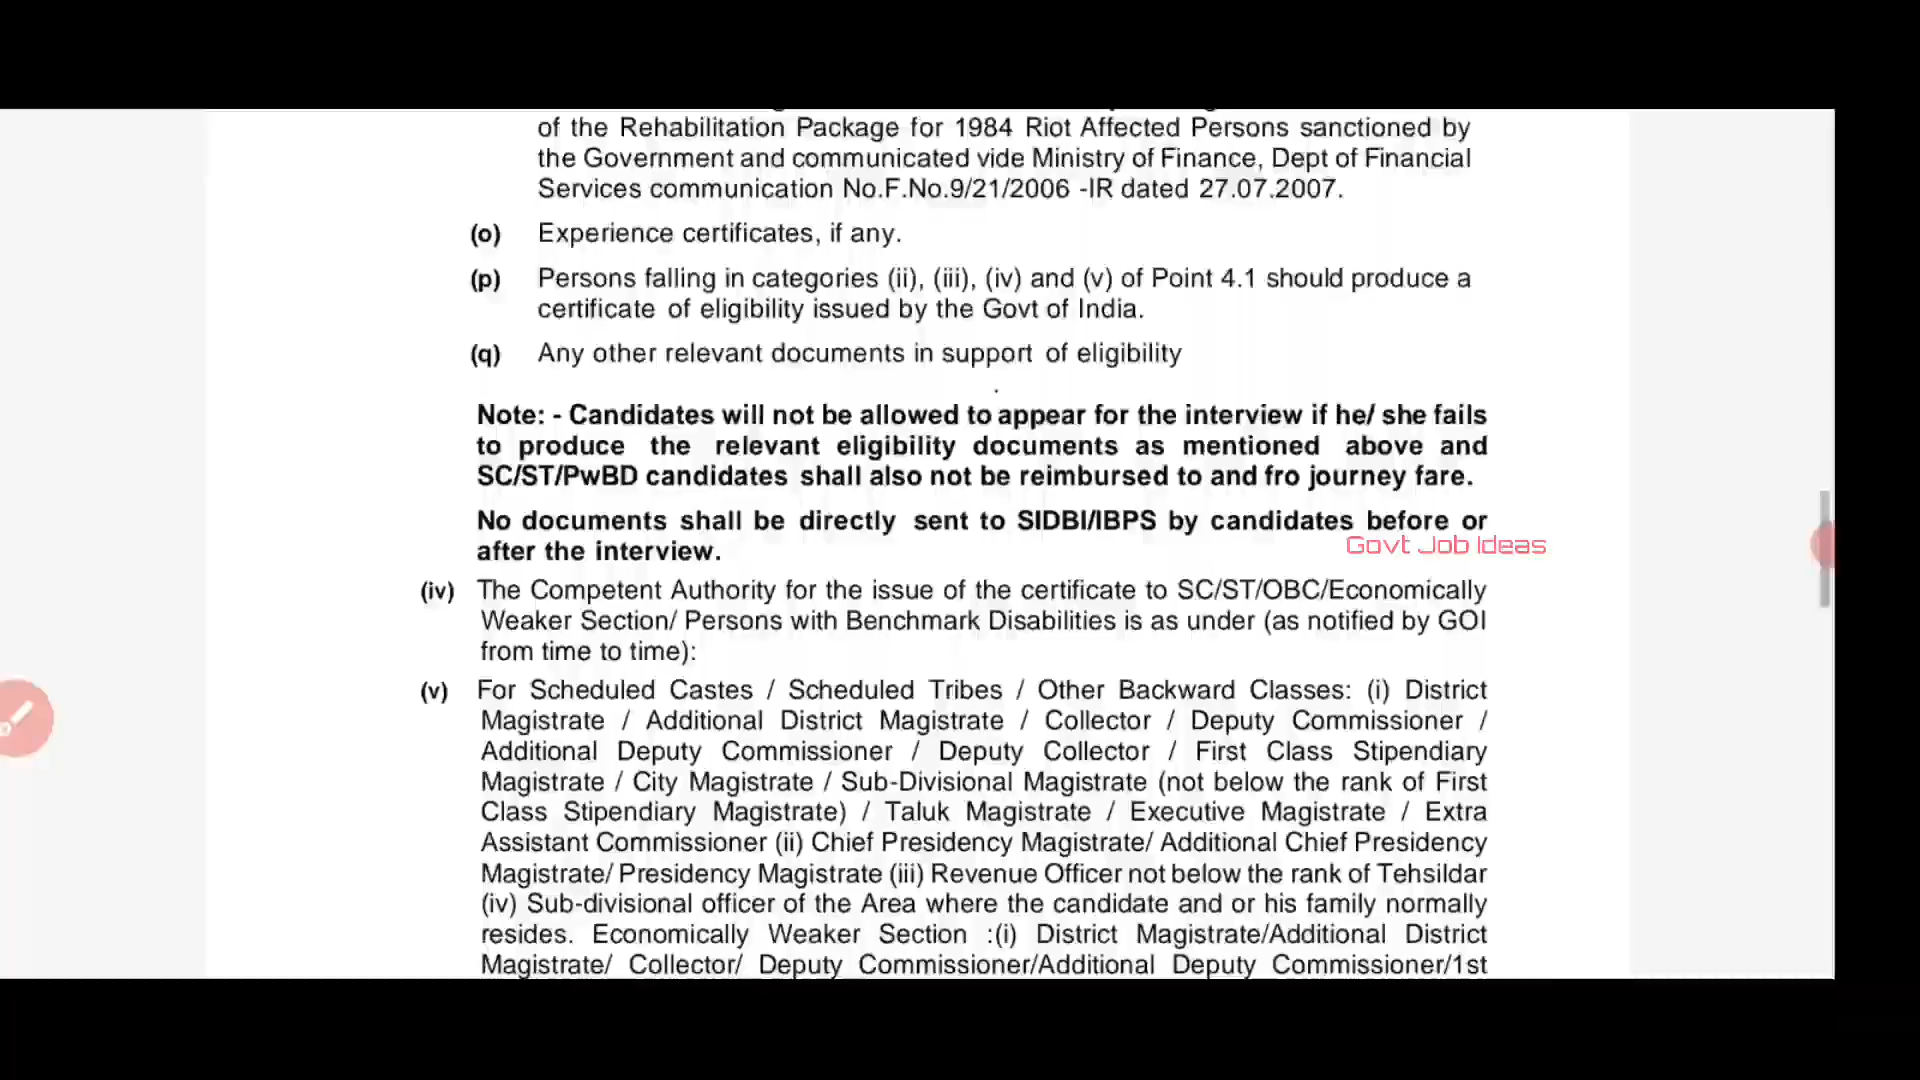 of the Rehabilitation Package for 1984 Riot Affected Persons sanctioned by
the Government and communicated vide Ministry of Finance, Dept of Financial
Services communication No.F.No.9/21/2006 -IR dated 27.07.2007.
(o) Experience certificates, if any.
(p) Persons falling in categories (ii), (iii), (iv) and (v) of Point 4.1 should produce a
certificate of eligibility issued by the Govt of India.
(q) Any other relevant documents in support of eligibility
Note: - Candidates will not be allowed to appear for the interview if he/ she fails
to produce the relevant eligibility documents as mentioned above and
SC/ST/PwBD candidates shall also not be reimbursed to and fro journey fare.
No documents shall be directly sent to SIDBI/IBPS by candidates before or
after the interview.
Govt Job Ideas
(iv) The Competent Authority for the issue of the certificate to SC/ST/OBC/Economically
Weaker Section/ Persons with Benchmark Disabilities is as under (as notified by GOI
from time to time):
(v) For Scheduled Castes / Scheduled Tribes / Other Backward Classes: (i) District
Magistrate / Additional District Magistrate / Collector / Deputy Commissioner /
Additional Deputy Commissioner / Deputy Collector / First Class Stipendiary
Magistrate / City Magistrate / Sub-Divisional Magistrate (not below the rank of First
Class Stipendiary Magistrate) / Taluk Magistrate / Executive Magistrate / Extra
Assistant Commissioner (ii) Chief Presidency Magistrate/ Additional Chief Presidency
Magistrate/ Presidency Magistrate (iii) Revenue Officer not below the rank of Tehsildar
(iv) Sub-divisional officer of the Area where the candidate and or his family normally
resides. Economically Weaker Section :(i) District Magistrate/Additional District
Magistrate/ Collector/ Deputy Commissioner/Additional Deputy Commissioner/1st